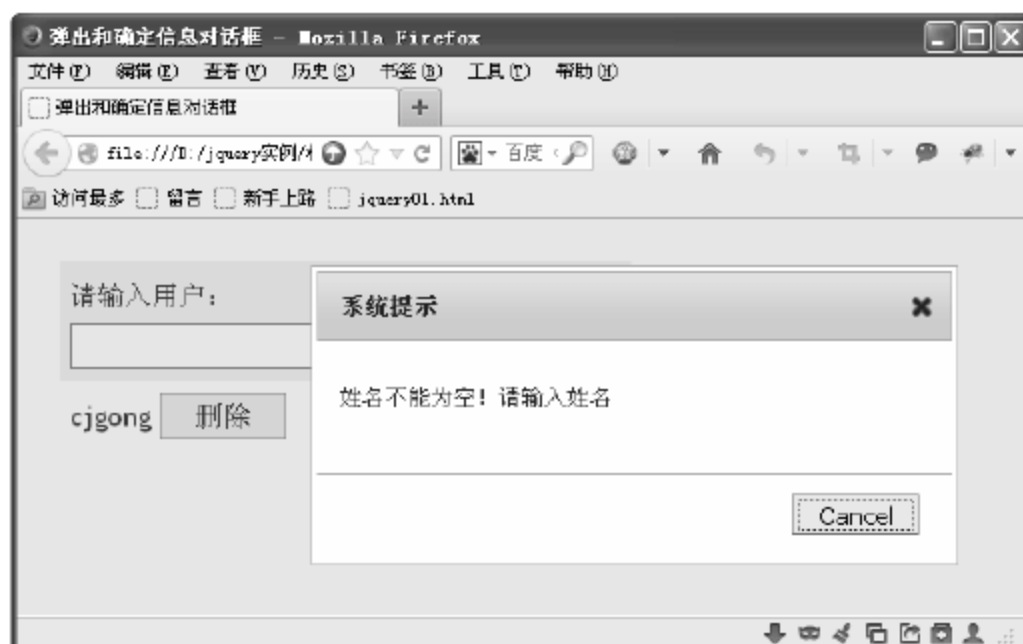 弹出和确定信息对话框 - Mozilla Firefox
文件(F) 编辑(E) 查看(V) 历史(S) 书签(B) 工具(T) 帮助(H)
弹出和确定信息对话框 +
file:///D:/jquery实例/ 百度
访问最多 留言 新手上路 jquery01.html
请输入用户:
系统提示
姓名不能为空! 请输入姓名
cjgong 删除
Cancel